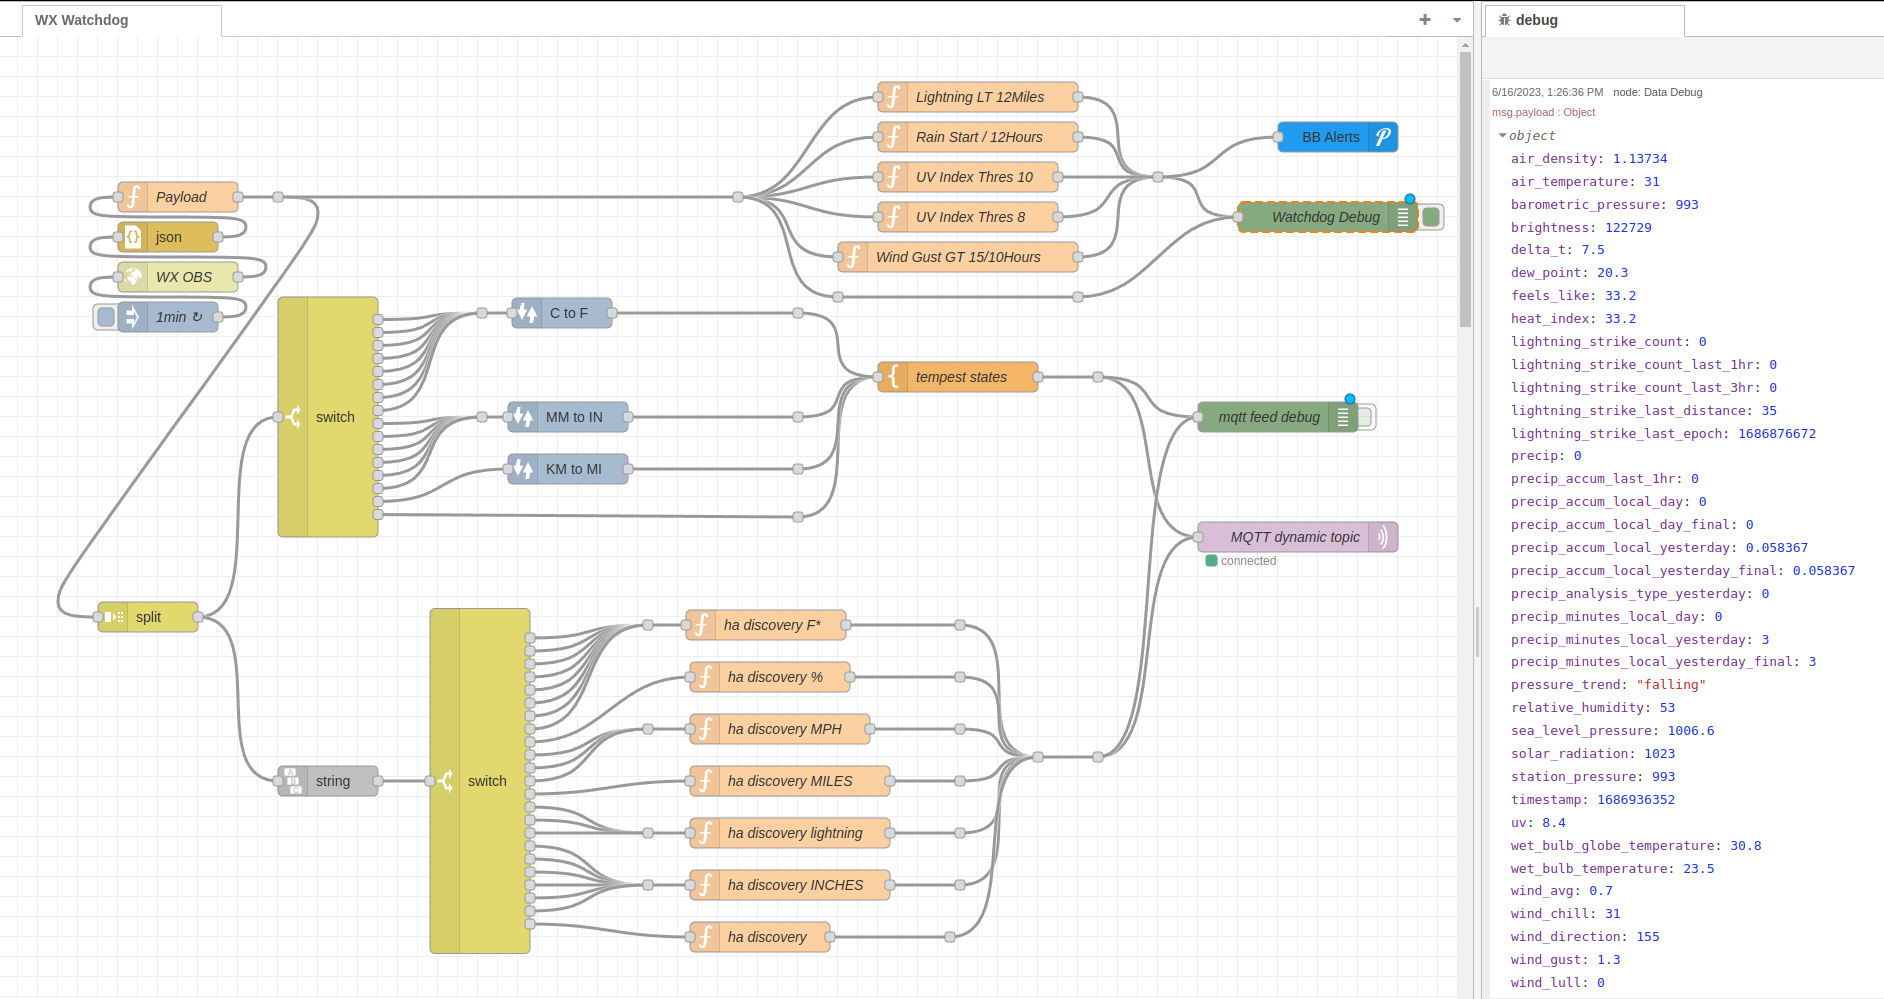 WX Watchdog
Payload
json
WX OBS
1min ↻
Lightning LT 12Miles
Rain Start / 12Hours
UV Index Thres 10
UV Index Thres 8
Wind Gust GT 15/10Hours
BB Alerts
Watchdog Debug
switch
C to F
MM to IN
KM to MI
tempest states
mqtt feed debug
MQTT dynamic topic
connected
split
string
switch
ha discovery F*
ha discovery %
ha discovery MPH
ha discovery MILES
ha discovery lightning
ha discovery INCHES
ha discovery
debug
6/16/2023, 1:26:36 PM node: Data Debug
msg.payload : Object
object
air_density: 1.13734
air_temperature: 31
barometric_pressure: 993
brightness: 122729
delta_t: 7.5
dew_point: 20.3
feels_like: 33.2
heat_index: 33.2
lightning_strike_count: 0
lightning_strike_count_last_1hr: 0
lightning_strike_count_last_3hr: 0
lightning_strike_last_distance: 35
lightning_strike_last_epoch: 1686876672
precip: 0
precip_accum_last_1hr: 0
precip_accum_local_day: 0
precip_accum_local_day_final: 0
precip_accum_local_yesterday: 0.058367
precip_accum_local_yesterday_final: 0.058367
precip_analysis_type_yesterday: 0
precip_minutes_local_day: 0
precip_minutes_local_yesterday: 3
precip_minutes_local_yesterday_final: 3
pressure_trend: "falling"
relative_humidity: 53
sea_level_pressure: 1006.6
solar_radiation: 1023
station_pressure: 993
timestamp: 1686936352
uv: 8.4
wet_bulb_globe_temperature: 30.8
wet_bulb_temperature: 23.5
wind_avg: 0.7
wind_chill: 31
wind_direction: 155
wind_gust: 1.3
wind_lull: 0